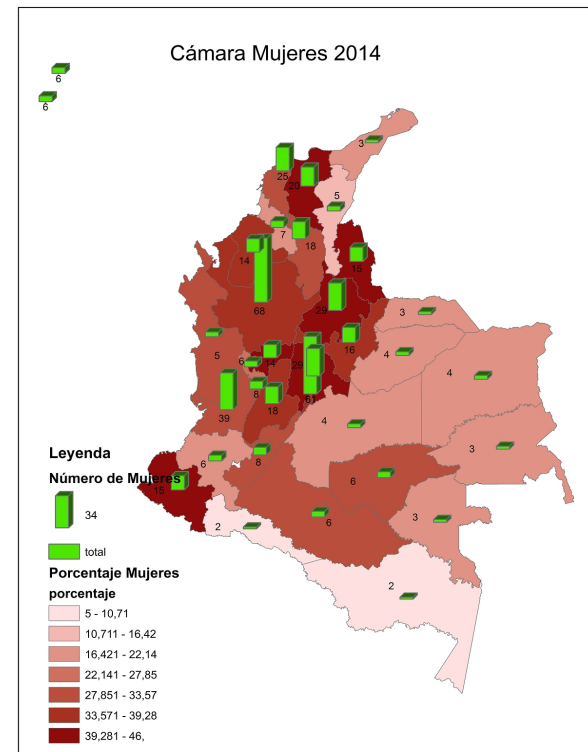 Cámara Mujeres 2014
6
6
3
25
20
5
7
18
14
15
68
29
3
16
5
4
6
14
29
4
8
18
61
39
4
6
8
3
15
6
2
6
3
2
Leyenda
Número de Mujeres
34
total
Porcentaje Mujeres
porcentaje
5 - 10,71
10,711 - 16,42
16,421 - 22,14
22,141 - 27,85
27,851 - 33,57
33,571 - 39,28
39,281 - 46,